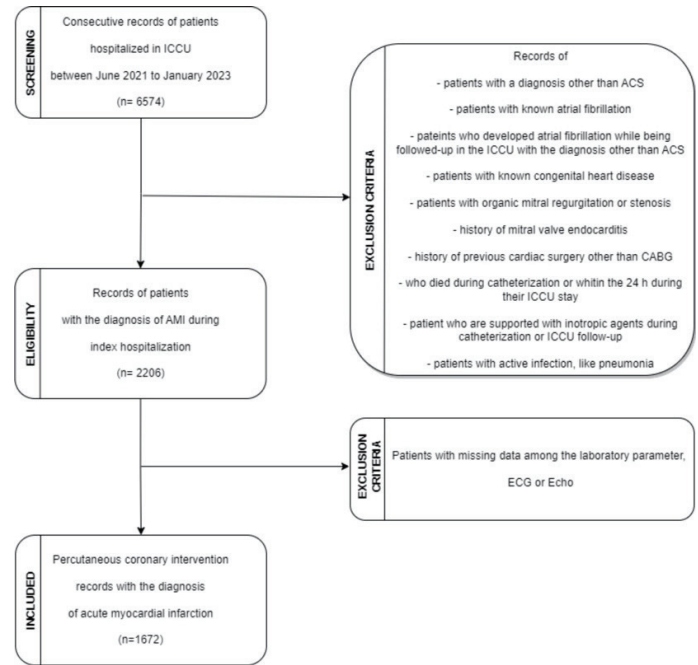 SCREENING
Consecutive records of patients
hospitalized in ICCU
between June 2021 to January 2023
(n= 6574)
EXCLUSION CRITERIA
Records of
- patients with a diagnosis other than ACS
- patients with known atrial fibrillation
- pateints who developed atrial fibrillation while being
followed-up in the ICCU with the diagnosis other than ACS
- patients with known congenital heart disease
- patients with organic mitral regurgitation or stenosis
- history of mitral valve endocarditis
- history of previous cardiac surgery other than CABG
- who died during catheterization or whitin the 24 h during
their ICCU stay
- patient who are supported with inotropic agents during
catheterization or ICCU follow-up
- patients with active infection, like pneumonia
ELIGIBILITY
Records of patients
with the diagnosis of AMI during
index hospitalization
(n= 2206)
EXCLUSION
CRITERIA
Patients with missing data among the laboratory parameter,
ECG or Echo
INCLUDED
Percutaneous coronary intervention
records with the diagnosis
of acute myocardial infarction
(n=1672)